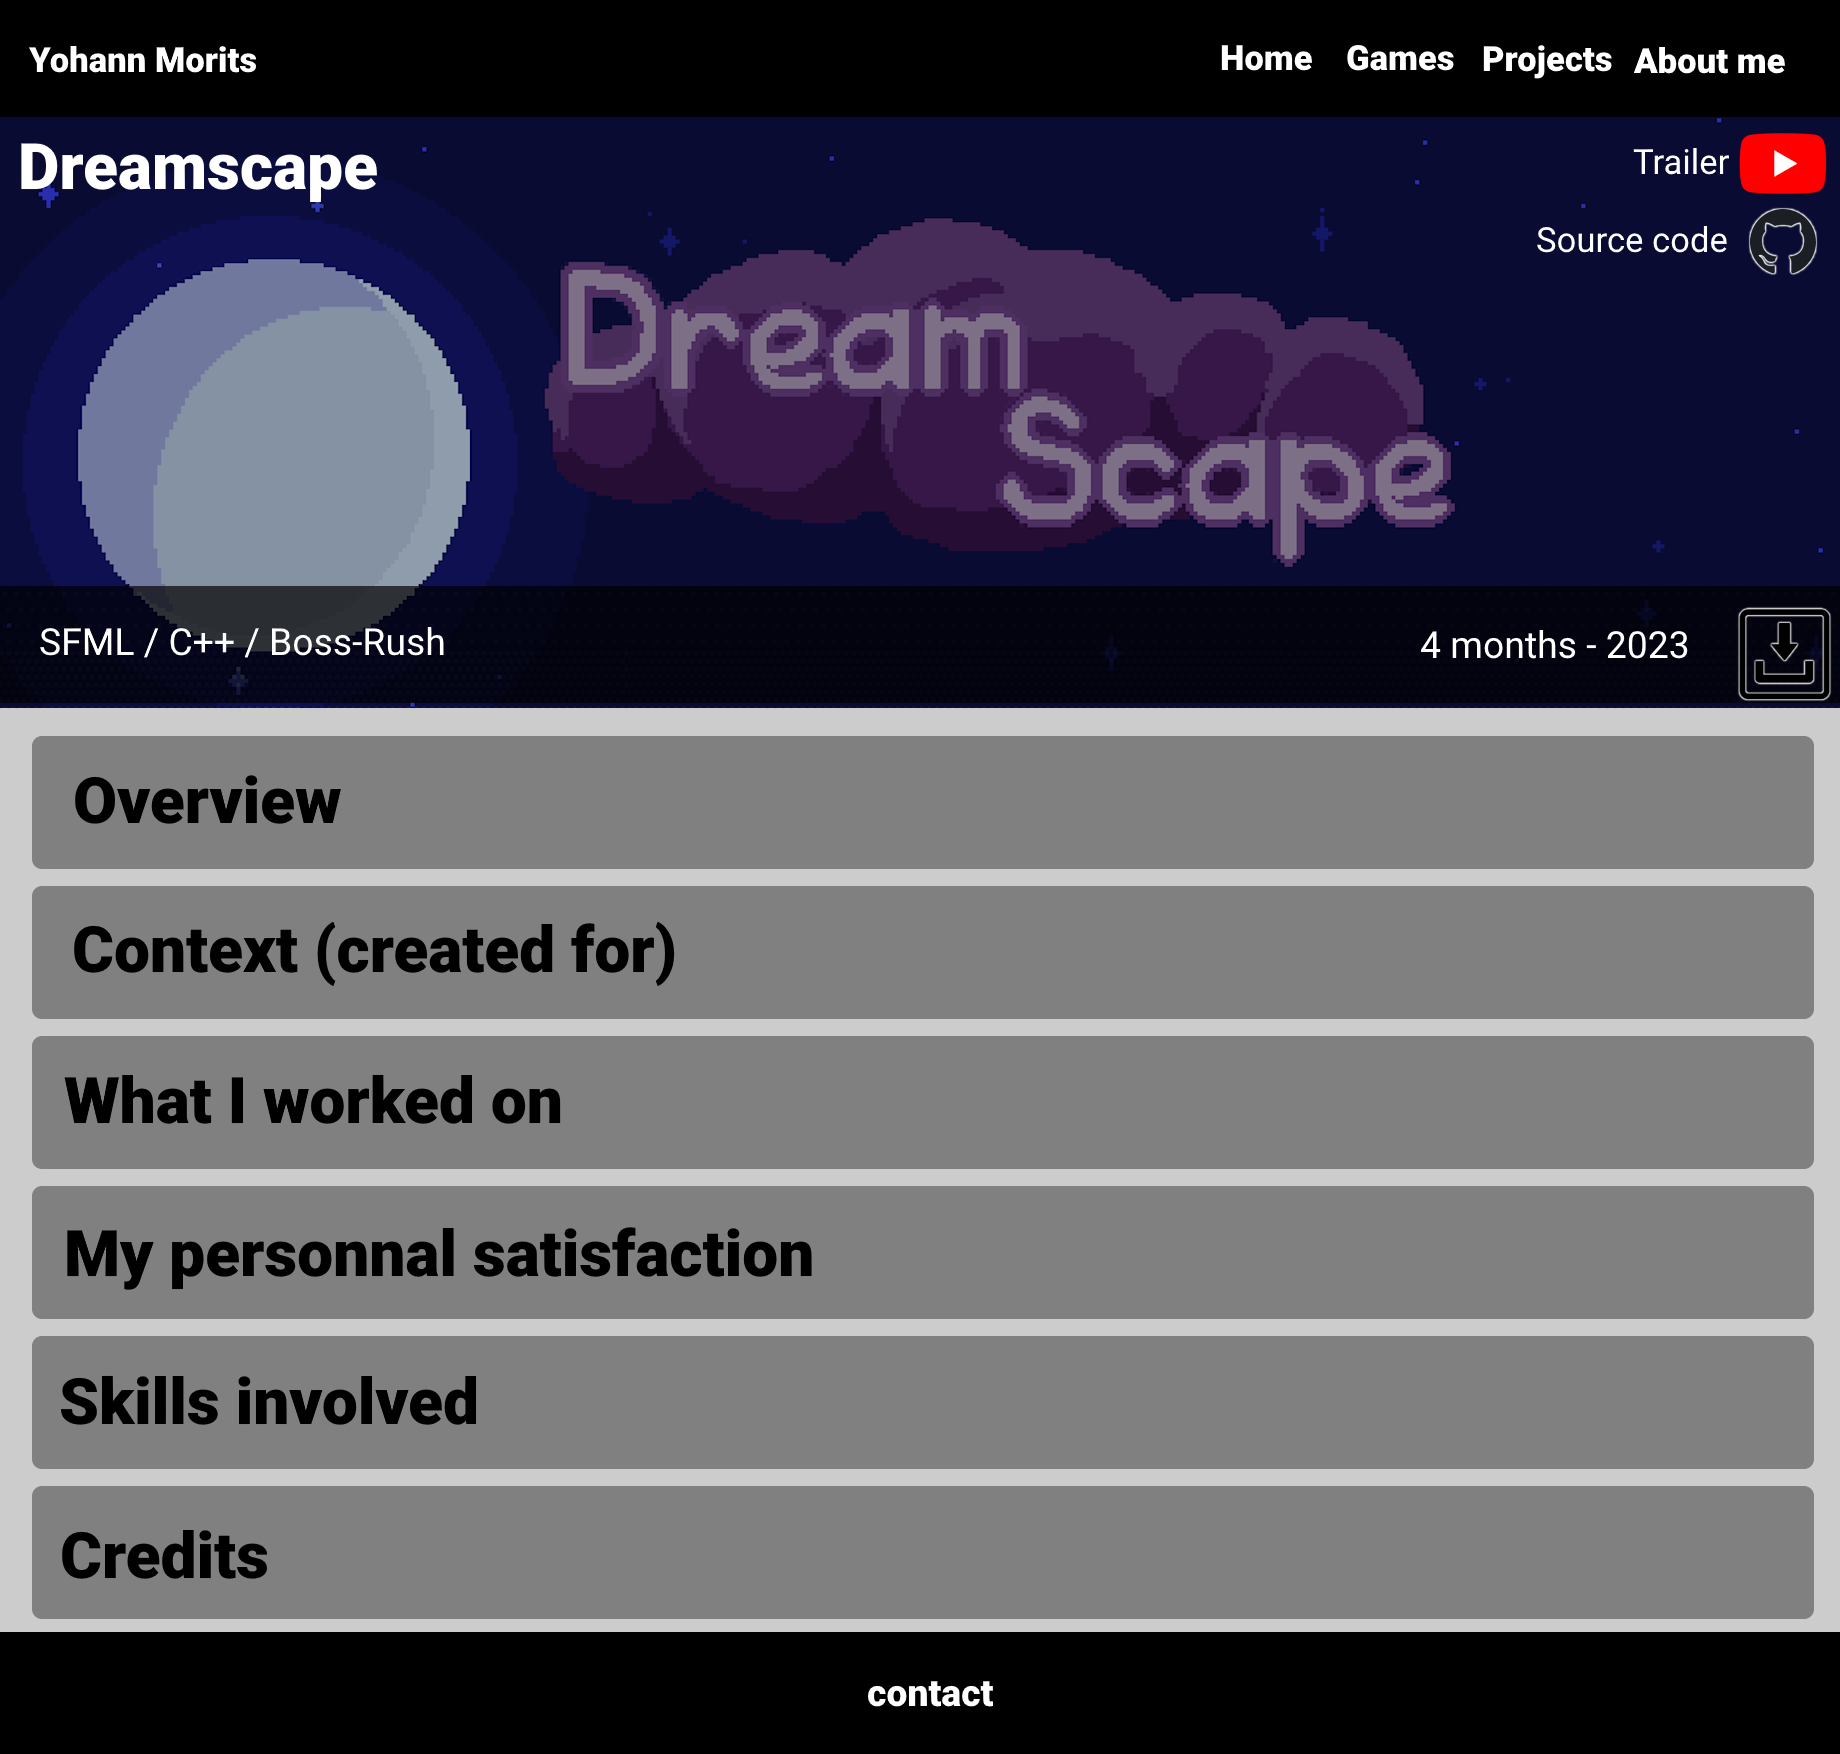 Yohann Morits
Home Games Projects About me
Dreamscape
Trailer
Source code
Dream
Scape
SFML / C++ / Boss-Rush
4 months - 2023
Overview
Context (created for)
What I worked on
My personnal satisfaction
Skills involved
Credits
contact